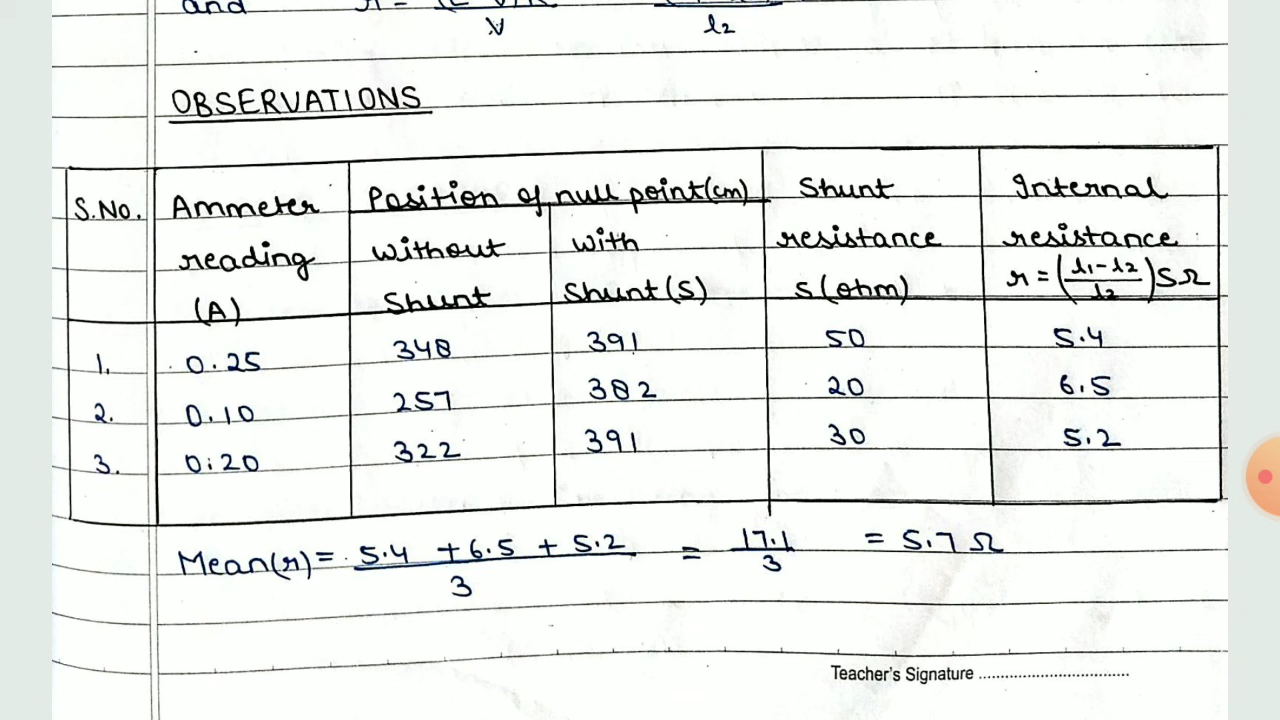 and
V
l2
OBSERVATIONS
S.No. Ammeter reading (A) Position of null point(cm) without Shunt with Shunt(S) Shunt resistance S(ohm) Internal resistance r = (l1-l2/l2)SΩ
1. 0.25 348 391 50 5.4
2. 0.10 257 382 20 6.5
3. 0.20 322 391 30 5.2
Mean(r) = 5.4 + 6.5 + 5.2 / 3 = 17.1 / 3 = 5.7 Ω
Teacher's Signature ..................................